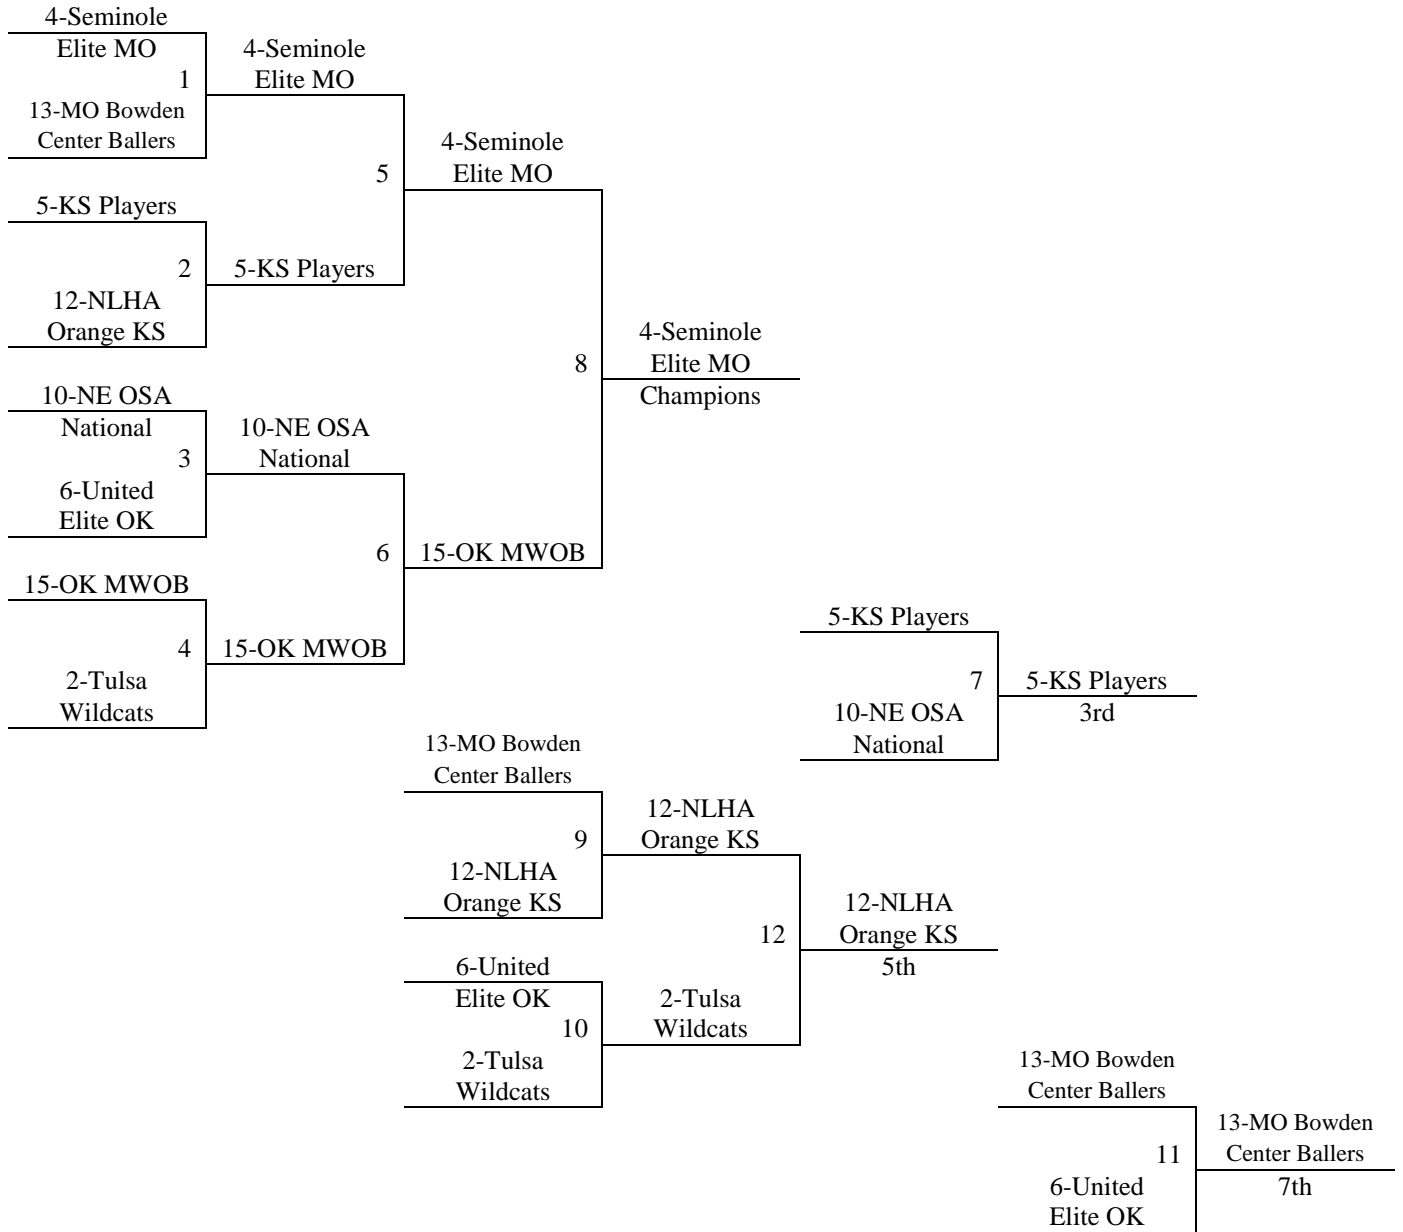 4-Seminole
Elite MO
1
13-MO Bowden
Center Ballers
4-Seminole
Elite MO
5-KS Players
2
12-NLHA
Orange KS
5-KS Players
5
4-Seminole
Elite MO
10-NE OSA
National
3
6-United
Elite OK
10-NE OSA
National
15-OK MWOB
4
2-Tulsa
Wildcats
15-OK MWOB
6
15-OK MWOB
8
4-Seminole
Elite MO
Champions
5-KS Players
7
10-NE OSA
National
5-KS Players
3rd
13-MO Bowden
Center Ballers
9
12-NLHA
Orange KS
12-NLHA
Orange KS
6-United
Elite OK
10
2-Tulsa
Wildcats
2-Tulsa
Wildcats
12
12-NLHA
Orange KS
5th
13-MO Bowden
Center Ballers
11
6-United
Elite OK
13-MO Bowden
Center Ballers
7th